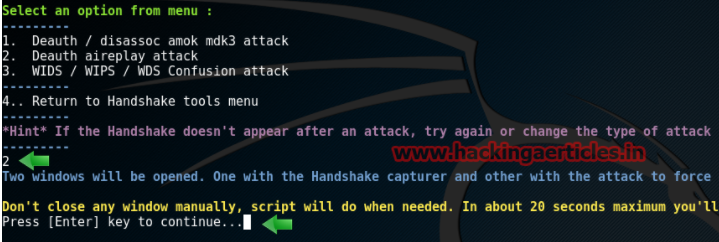 Select an option from menu :
---------
1.  Deauth / disassoc amok mdk3 attack
2.  Deauth aireplay attack
3.  WIDS / WIPS / WDS Confusion attack
---------
4.. Return to Handshake tools menu
---------
*Hint* If the Handshake doesn't appear after an attack, try again or change the type of attack
---------
2
www.hackingarticles.in
Two windows will be opened. One with the Handshake capturer and other with the attack to force
Don't close any window manually, script will do when needed. In about 20 seconds maximum you'll
Press [Enter] key to continue...